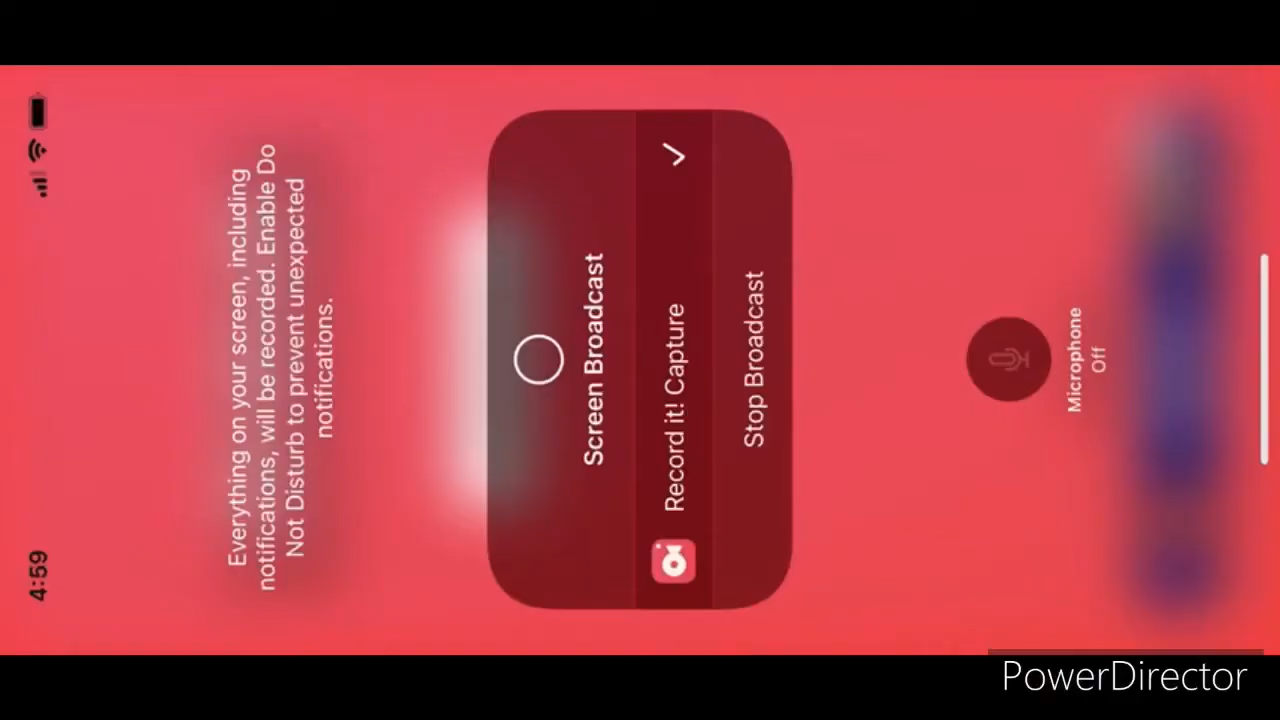 4:59
Everything on your screen, including
notifications, will be recorded. Enable Do
Not Disturb to prevent unexpected
notifications.
Screen Broadcast
Record it! Capture
Stop Broadcast
Microphone
Off
PowerDirector